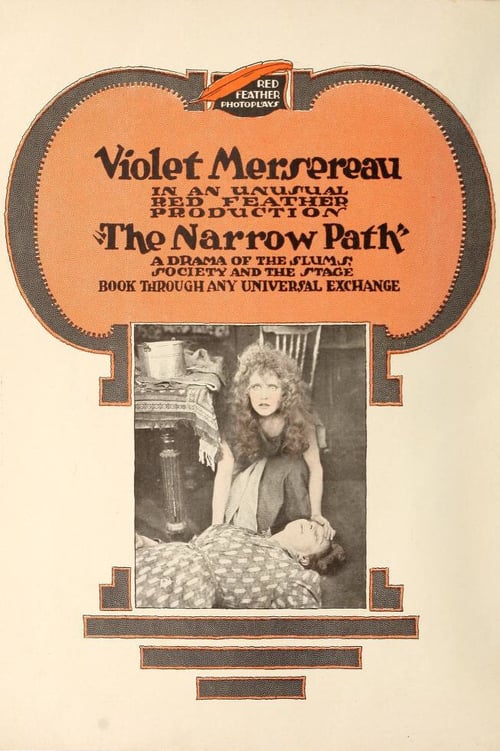 RED
FEATHER
PHOTOPLAYS
Violet Mersereau
IN AN UNUSUAL
RED FEATHER
PRODUCTION
"The Narrow Path"
A DRAMA OF THE SLUMS,
SOCIETY AND THE STAGE
BOOK THROUGH ANY UNIVERSAL EXCHANGE